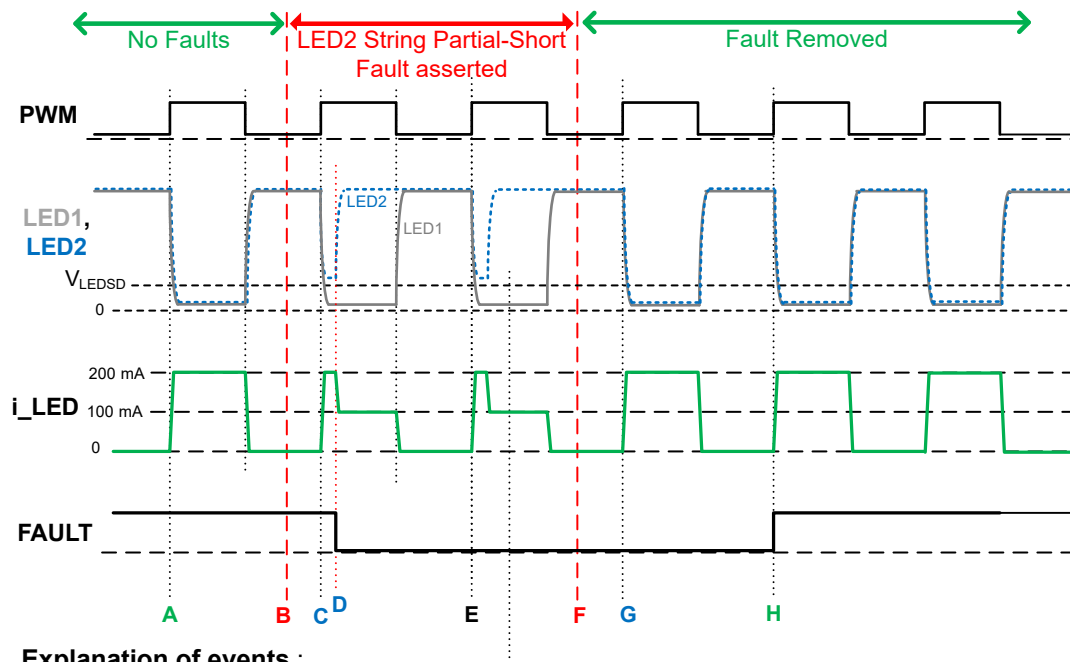 No Faults
LED2 String Partial-Short
Fault asserted
Fault Removed
PWM
LED1,
LED2
LED2
LED1
VLEDSD
0
200 mA
i_LED
100 mA
0
FAULT
A B C D E F G H
Explanation of events :